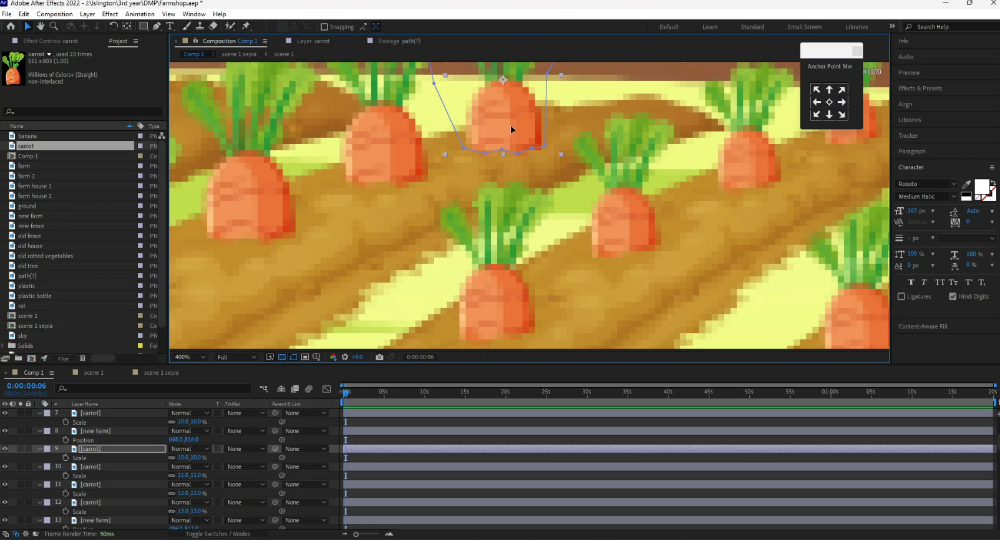 Adobe After Effects 2022 - J:\Islington\3rd year\DMP\Farmshop.aep *
File Edit Composition Layer Effect Animation View Window Help
Snapping Default Learn Standard Small Screen Libraries Search Help
Effect Controls carrot Project Composition Comp 1 Layer carrot Footage path(?)
Comp 1 scene 1 sepia scene 1
carrot , used 23 times
551 x 803 (1.00)
Millions of Colors+ (Straight)
non-interlaced
Anchor Point Mov
n (1/3)
Name Type
banana PN
carrot PN
Comp 1 Co
farm PN
farm 2 PN
farm house 1 PN
farm house 2 PN
ground PN
new farm PN
new fence PN
old fence PN
old house PN
old rotted vegetables PN
old tree PN
path(?) PN
plastic PN
plastic bottle PN
rat PN
scene 1 Co
scene 1 sepia Co
sky PN
Solids Fol
8 bpc
400% Full +0.0 0:00:00:06
Info
Audio
Preview
Effects & Presets
Align
Libraries
Tracker
Paragraph
Character
Roboto
Medium Italic
165 px Auto
Metrics 0
- px
100 % 100 %
0 px 0 %
Ligatures Hindi Digits
Content-Aware Fill
Comp 1 scene 1 scene 1 sepia
0:00:00:06
00006 (24.00 fps)
05s 10s 15s 20s 25s 30s 35s 40s 45s 50s 55s 01:00s 05s 10s 15s 20s
# Layer Name Mode T .TrkMat Parent & Link
7 [carrot] Normal None None
Scale 10.0,10.0 %
8 [new farm] Normal None None
Position 668.0,816.0
9 [carrot] Normal None None
Scale 10.0,10.0 %
10 [carrot] Normal None None
Scale 11.0,11.0 %
11 [carrot] Normal None None
Scale 12.0,12.0 %
12 [carrot] Normal None None
Scale 13.0,13.0 %
13 [new farm] Normal None None
Position 486.0,811.0
Frame Render Time: 50ms Toggle Switches / Modes